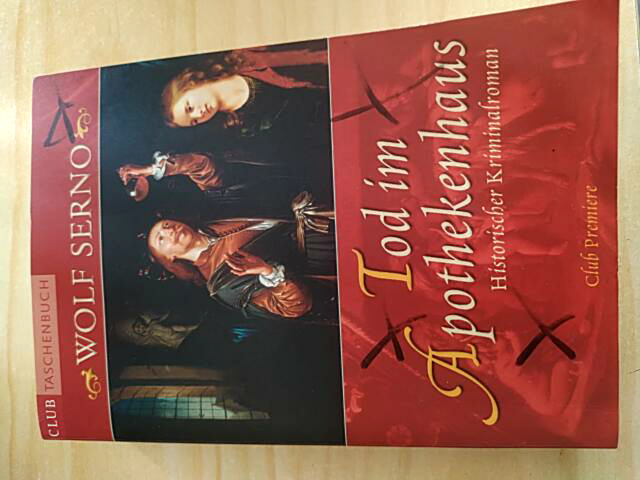 CLUB TASCHENBUCH
WOLF SERNO
Tod im
Apothekenhaus
Historischer Kriminalroman
Club Premiere